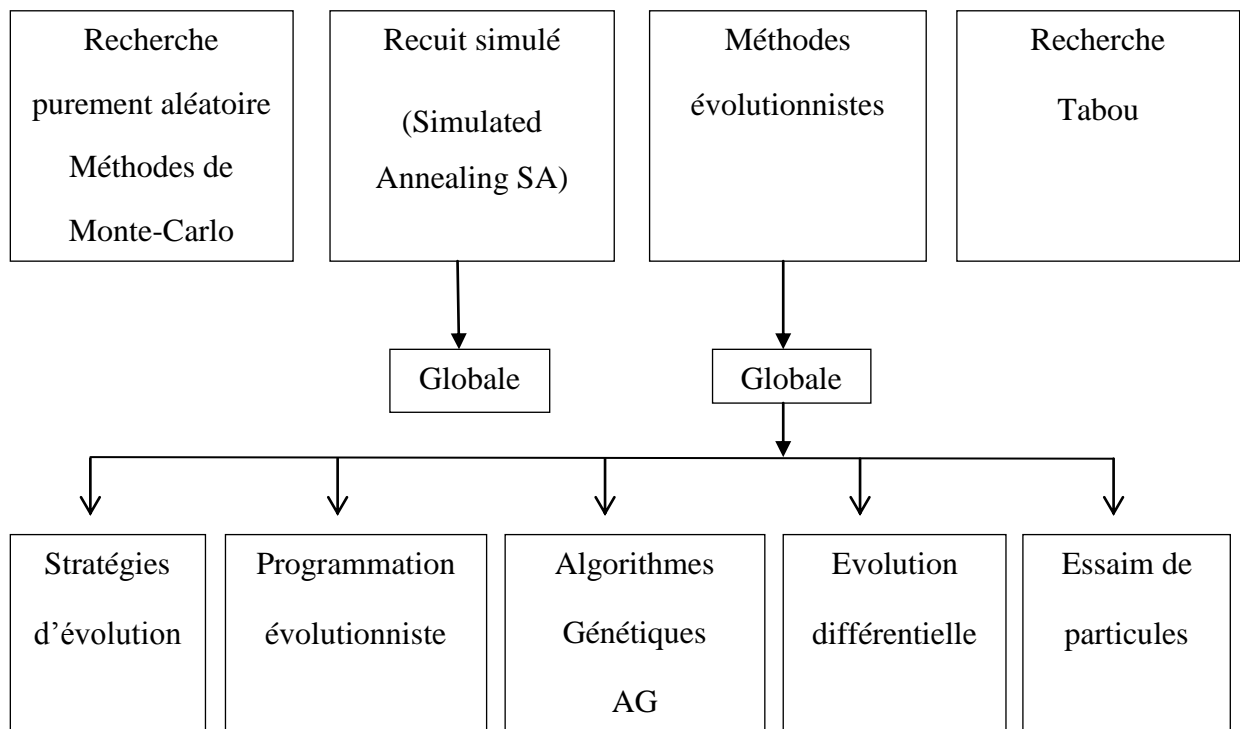 Recherche
purement aléatoire
Méthodes de
Monte-Carlo
Recuit simulé
(Simulated
Annealing SA)
Méthodes
évolutionnistes
Recherche
Tabou
Globale
Globale
Stratégies
d’évolution
Programmation
évolutionniste
Algorithmes
Génétiques
AG
Evolution
différentielle
Essaim de
particules